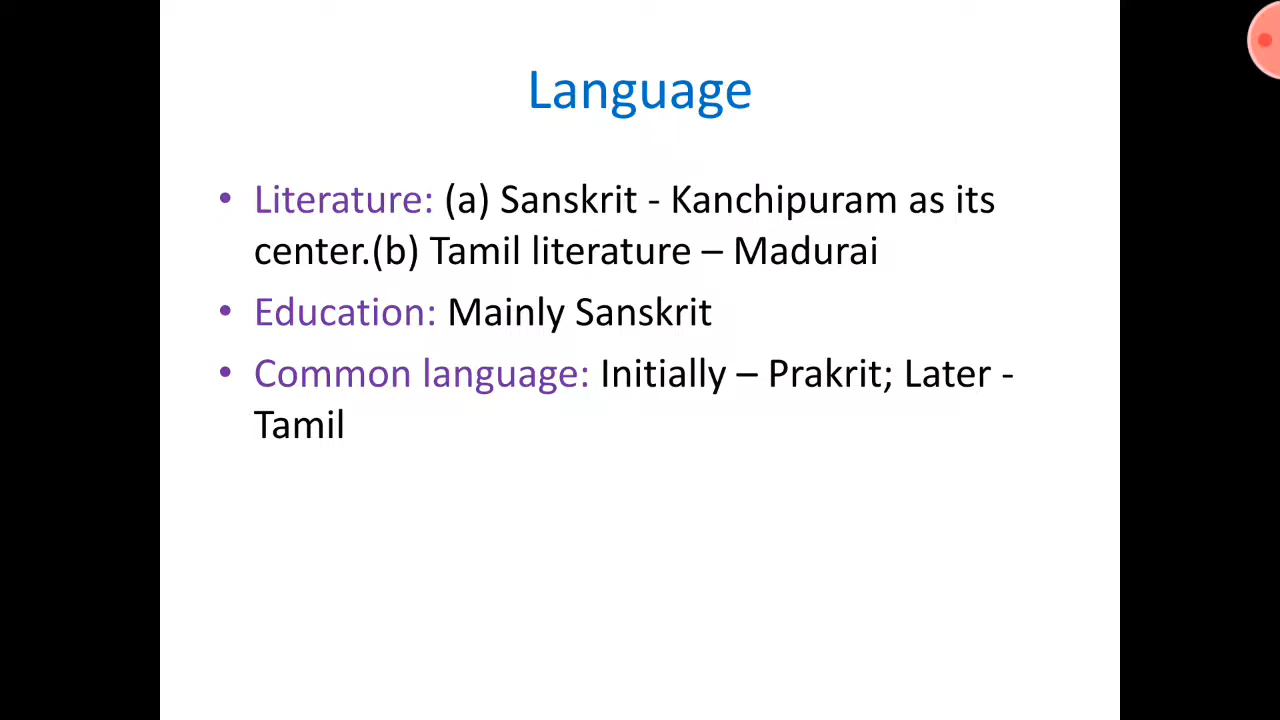 Language
• Literature: (a) Sanskrit - Kanchipuram as its
center.(b) Tamil literature – Madurai
• Education: Mainly Sanskrit
• Common language: Initially – Prakrit; Later -
Tamil